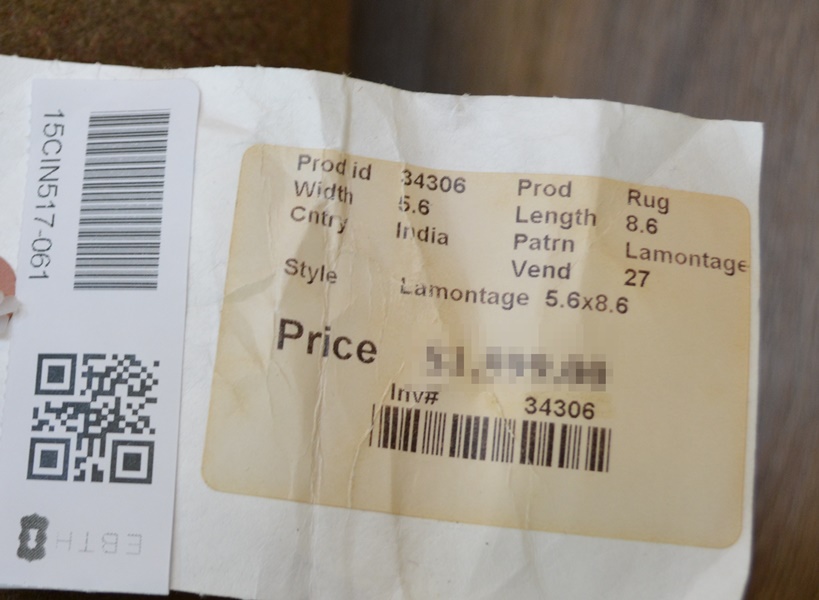 15CIN517-061
EBTH
Prod id 34306 Prod Rug
Width 5.6 Length 8.6
Cntry India Patrn Lamontage
Vend 27
Style Lamontage 5.6x8.6
Price
Inv# 34306